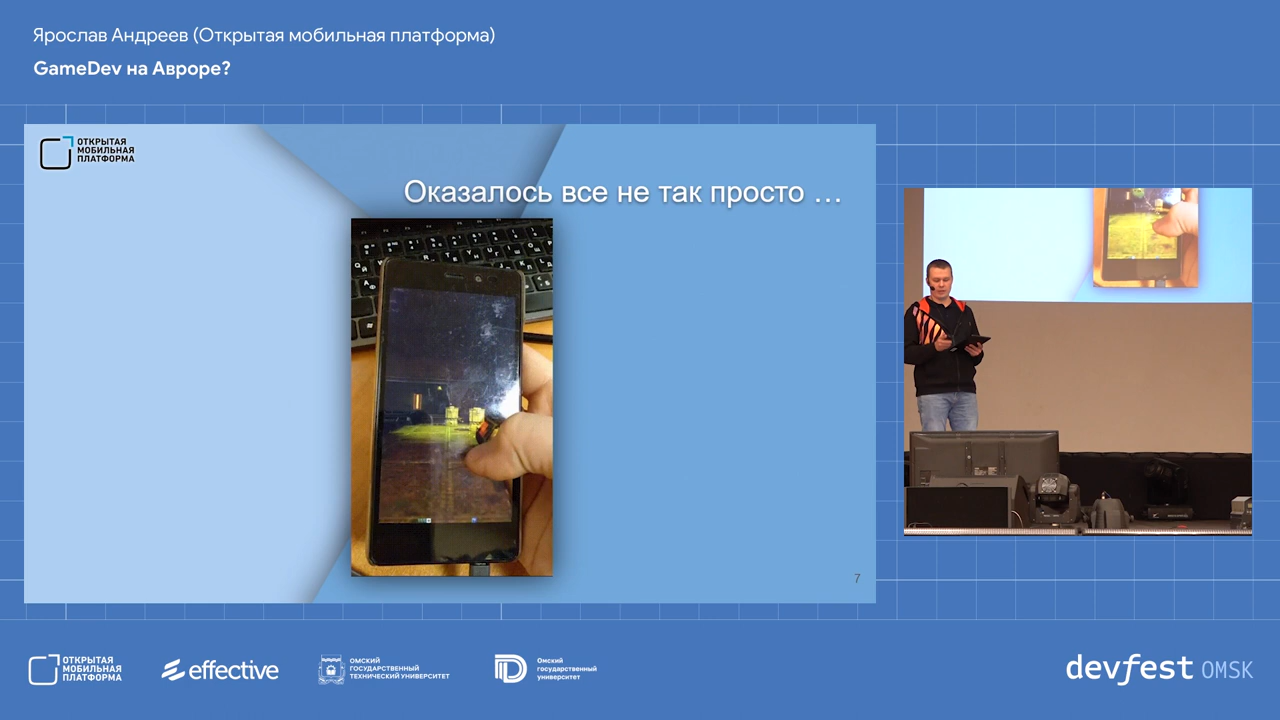 Ярослав Андреев (Открытая мобильная платформа)
GameDev на Авроре?
ОТКРЫТАЯ
МОБИЛЬНАЯ
ПЛАТФОРМА
Оказалось все не так просто ...
7
ОТКРЫТАЯ
МОБИЛЬНАЯ
ПЛАТФОРМА
effective
ОМСКИЙ
ГОСУДАРСТВЕННЫЙ
ТЕХНИЧЕСКИЙ УНИВЕРСИТЕТ
Омский
государственный
университет
devfest OMSK